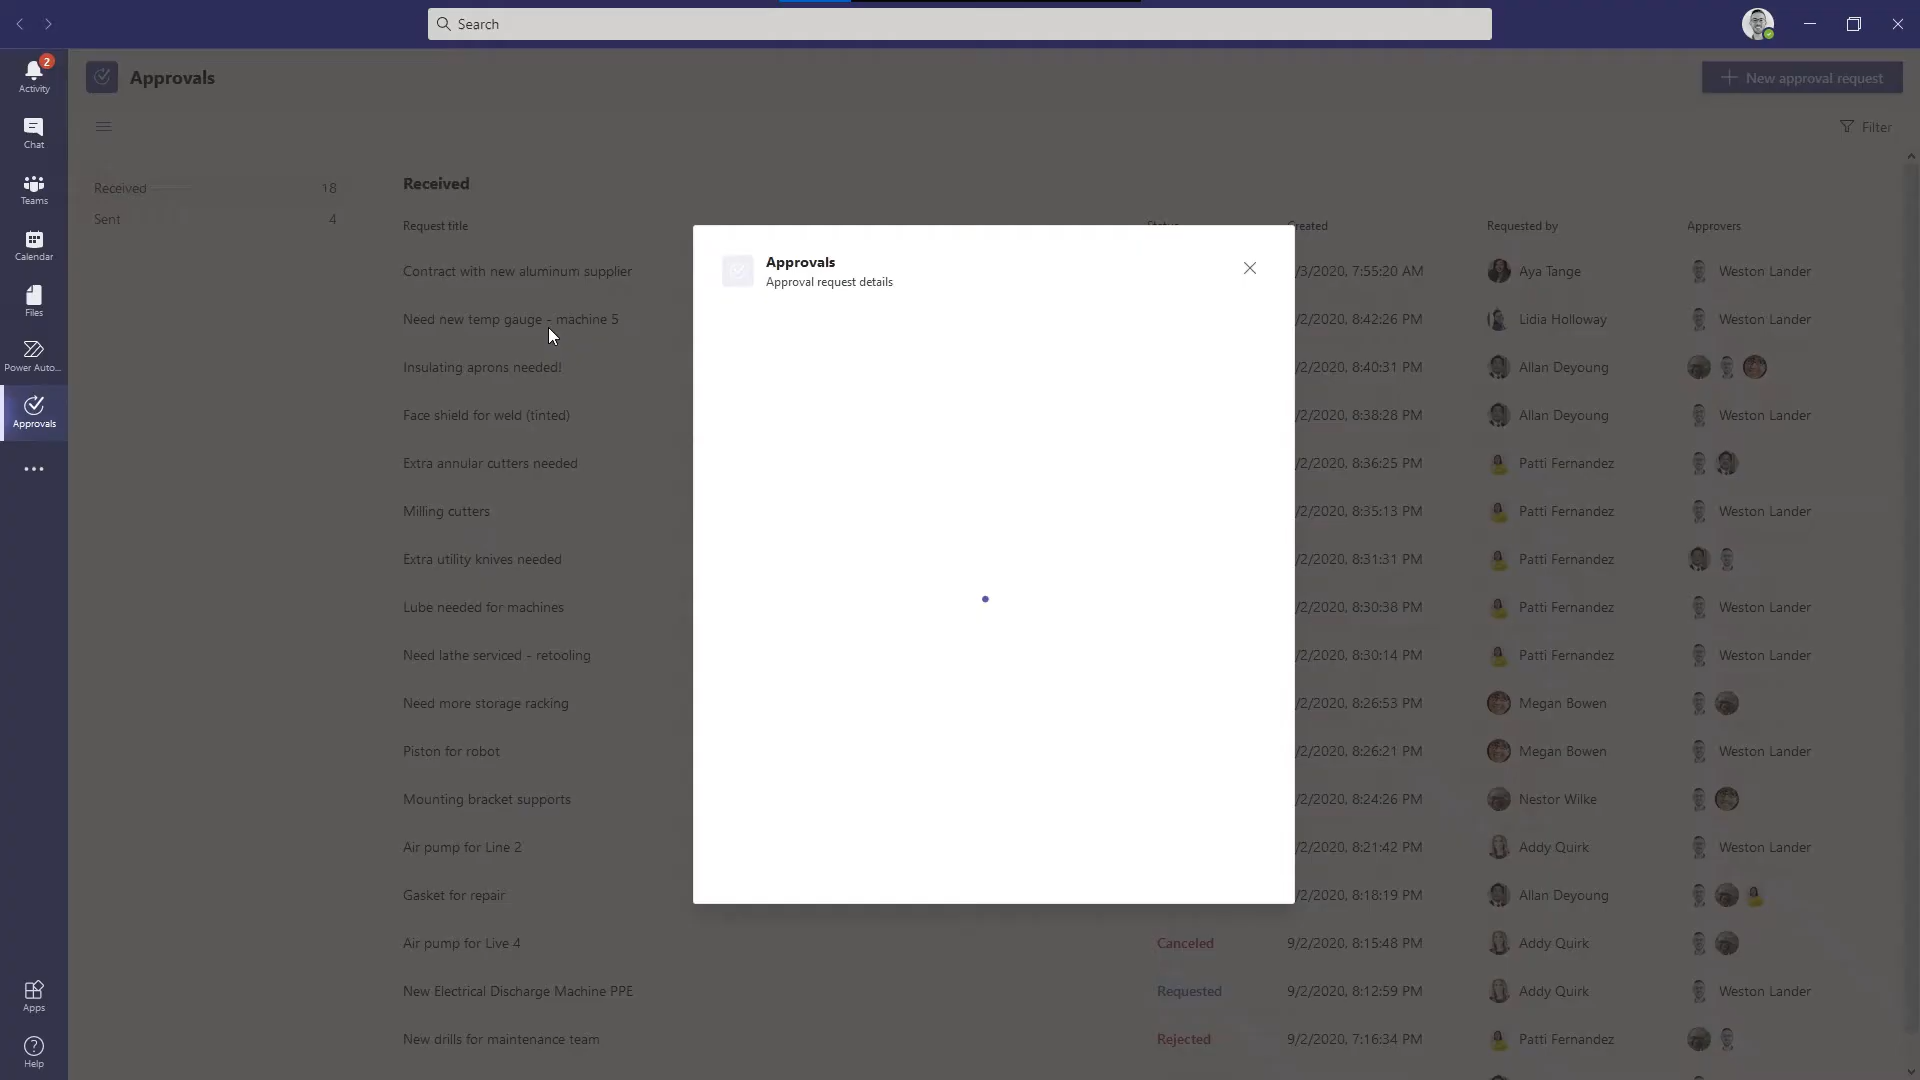 Search
2
Activity
Chat
Teams
Calendar
Files
Power Auto...
Approvals
Apps
Help
Approvals
New approval request
Filter
Received 18
Sent 4
Received
Request title Status Created Requested by Approvers
Contract with new aluminum supplier /3/2020, 7:55:20 AM Aya Tange Weston Lander
Need new temp gauge - machine 5 /2/2020, 8:42:26 PM Lidia Holloway Weston Lander
Insulating aprons needed! /2/2020, 8:40:31 PM Allan Deyoung
Face shield for weld (tinted) /2/2020, 8:38:28 PM Allan Deyoung Weston Lander
Extra annular cutters needed /2/2020, 8:36:25 PM Patti Fernandez
Milling cutters /2/2020, 8:35:13 PM Patti Fernandez Weston Lander
Extra utility knives needed /2/2020, 8:31:31 PM Patti Fernandez
Lube needed for machines /2/2020, 8:30:38 PM Patti Fernandez Weston Lander
Need lathe serviced - retooling /2/2020, 8:30:14 PM Patti Fernandez Weston Lander
Need more storage racking /2/2020, 8:26:53 PM Megan Bowen
Piston for robot /2/2020, 8:26:21 PM Megan Bowen Weston Lander
Mounting bracket supports /2/2020, 8:24:26 PM Nestor Wilke
Air pump for Line 2 /2/2020, 8:21:42 PM Addy Quirk Weston Lander
Gasket for repair /2/2020, 8:18:19 PM Allan Deyoung
Air pump for Live 4 Canceled 9/2/2020, 8:15:48 PM Addy Quirk
New Electrical Discharge Machine PPE Requested 9/2/2020, 8:12:59 PM Addy Quirk Weston Lander
New drills for maintenance team Rejected 9/2/2020, 7:16:34 PM Patti Fernandez
Approvals
Approval request details